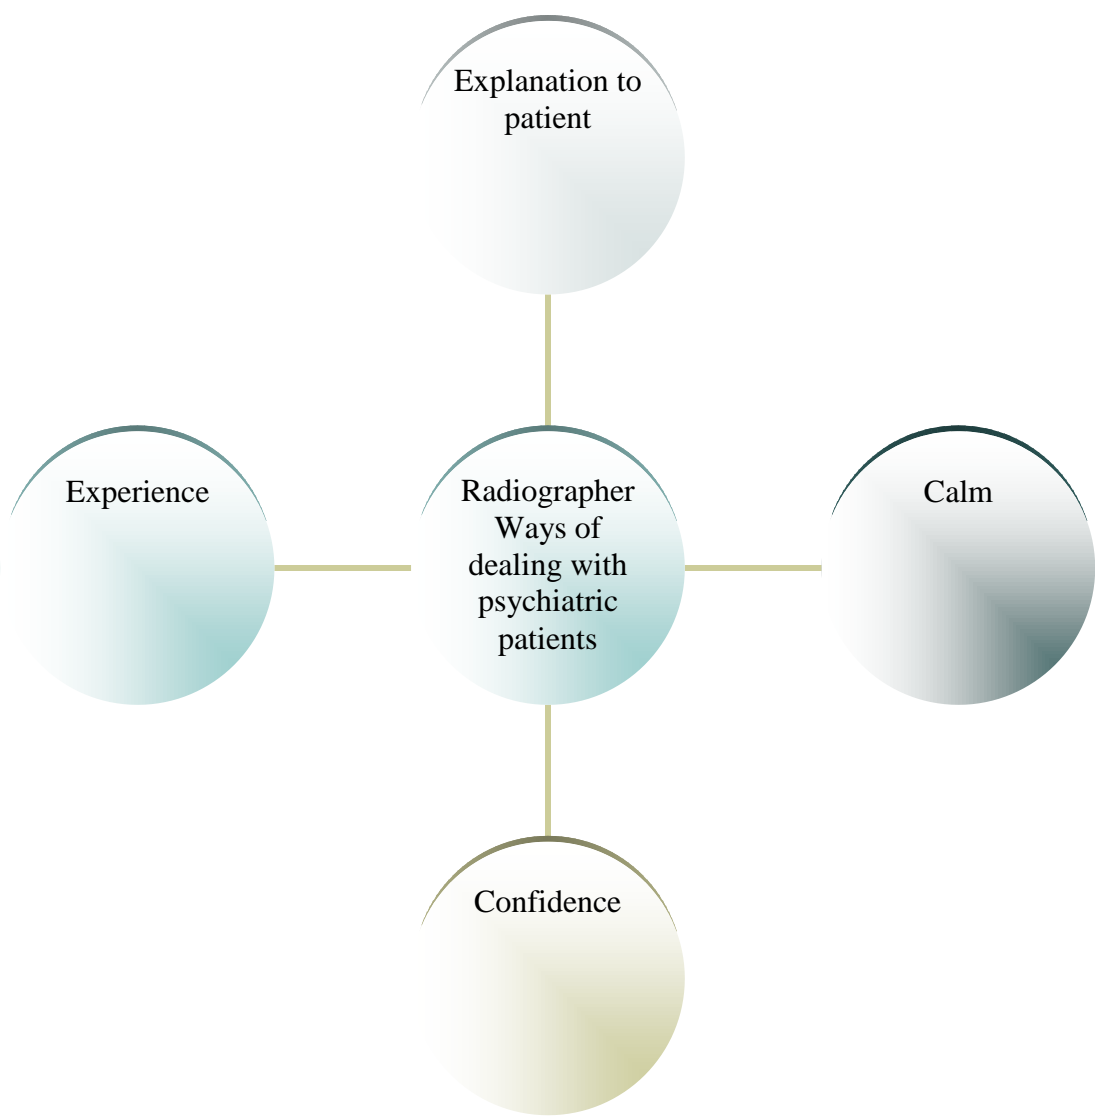 Explanation to
patient
Experience
Radiographer
Ways of
dealing with
psychiatric
patients
Calm
Confidence